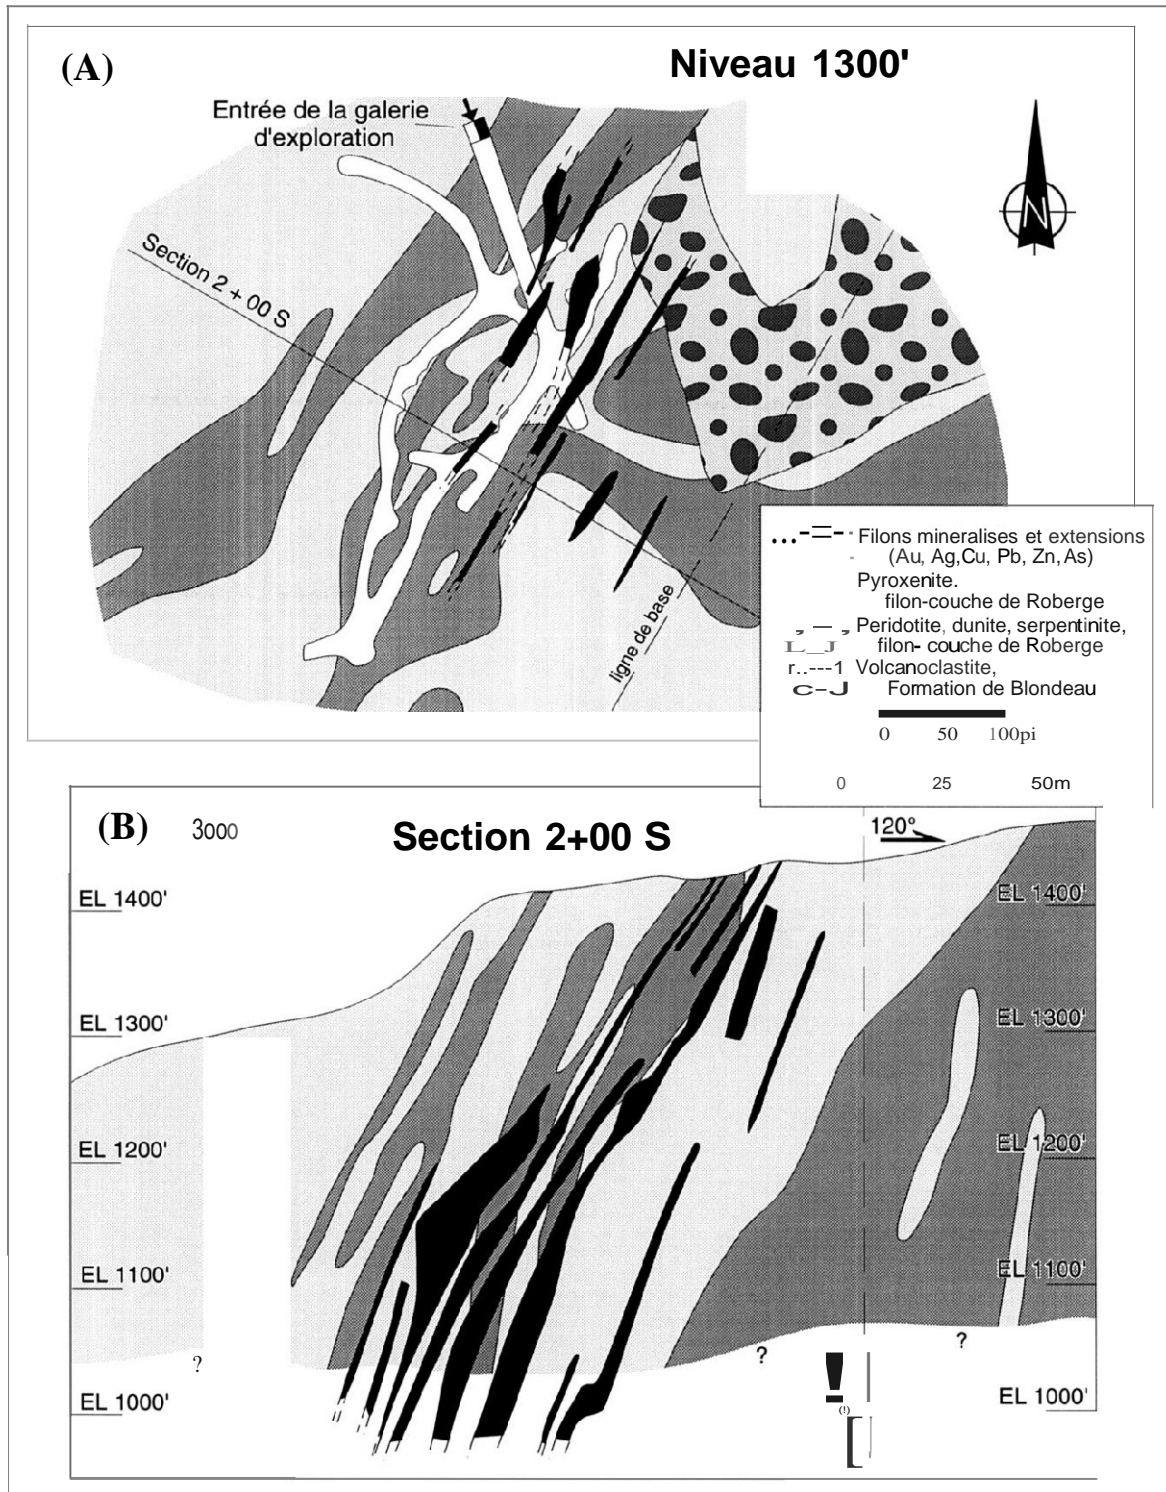 (A)
Niveau 1300'
Entrée de la galerie
d'exploration
N
Section 2 + 00 S
ligne de base
Filons mineralises et extensions
(Au, Ag,Cu, Pb, Zn, As)
Pyroxenite.
filon-couche de Roberge
Peridotite, dunite, serpentinite,
filon- couche de Roberge
Volcanoclastite,
Formation de Blondeau
0 50 100pi
0 25 50m
(B)
3000
Section 2+00 S
120°
EL 1400'
EL 1400'
EL 1300'
EL 1300'
EL 1200'
EL 1200'
EL 1100'
EL 1100'
? ? ?
EL 1000'
EL 1000'